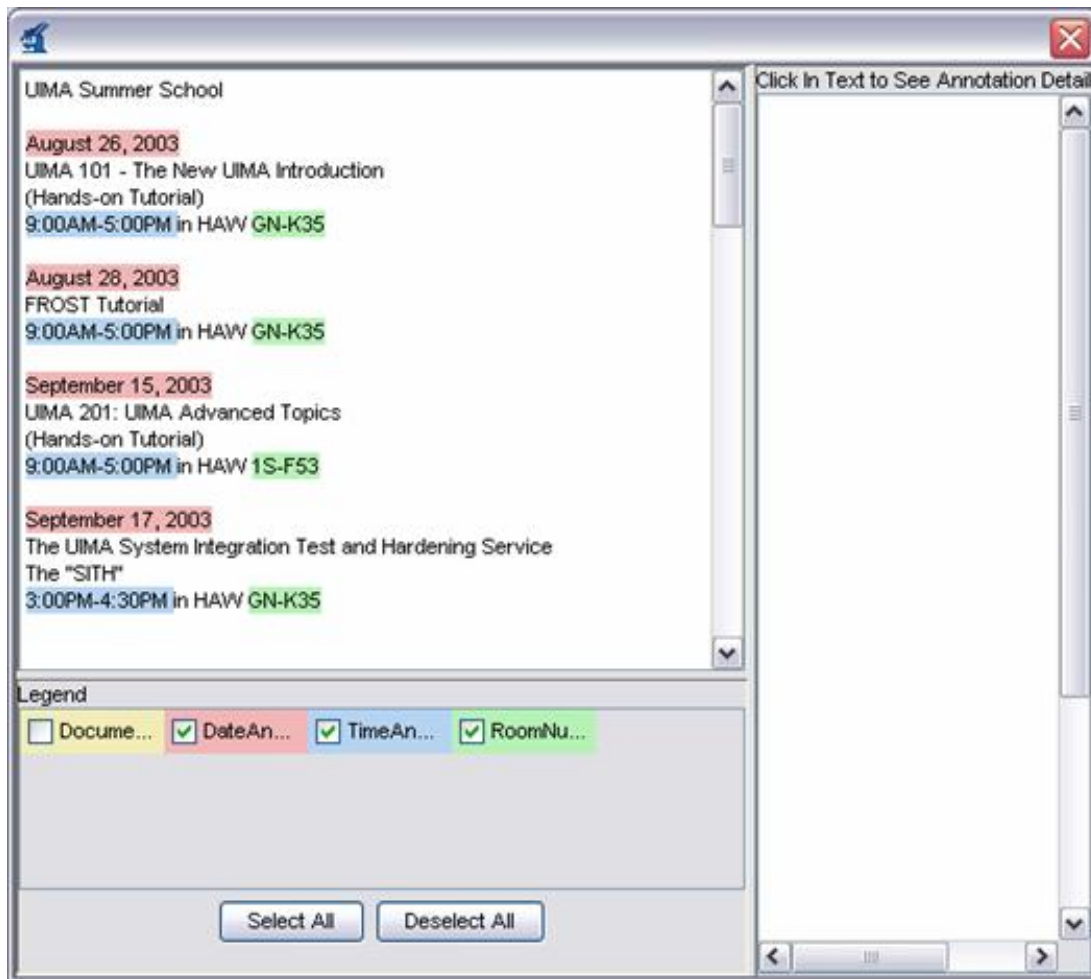 UIMA Summer School
August 26, 2003
UIMA 101 - The New UIMA Introduction
(Hands-on Tutorial)
9:00AM-5:00PM in HAW GN-K35
August 28, 2003
FROST Tutorial
9:00AM-5:00PM in HAW GN-K35
September 15, 2003
UIMA 201: UIMA Advanced Topics
(Hands-on Tutorial)
9:00AM-5:00PM in HAW 1S-F53
September 17, 2003
The UIMA System Integration Test and Hardening Service
The "SITH"
3:00PM-4:30PM in HAW GN-K35
Legend
Docume... DateAn... TimeAn... RoomNu...
Select All Deselect All
Click In Text to See Annotation Detail